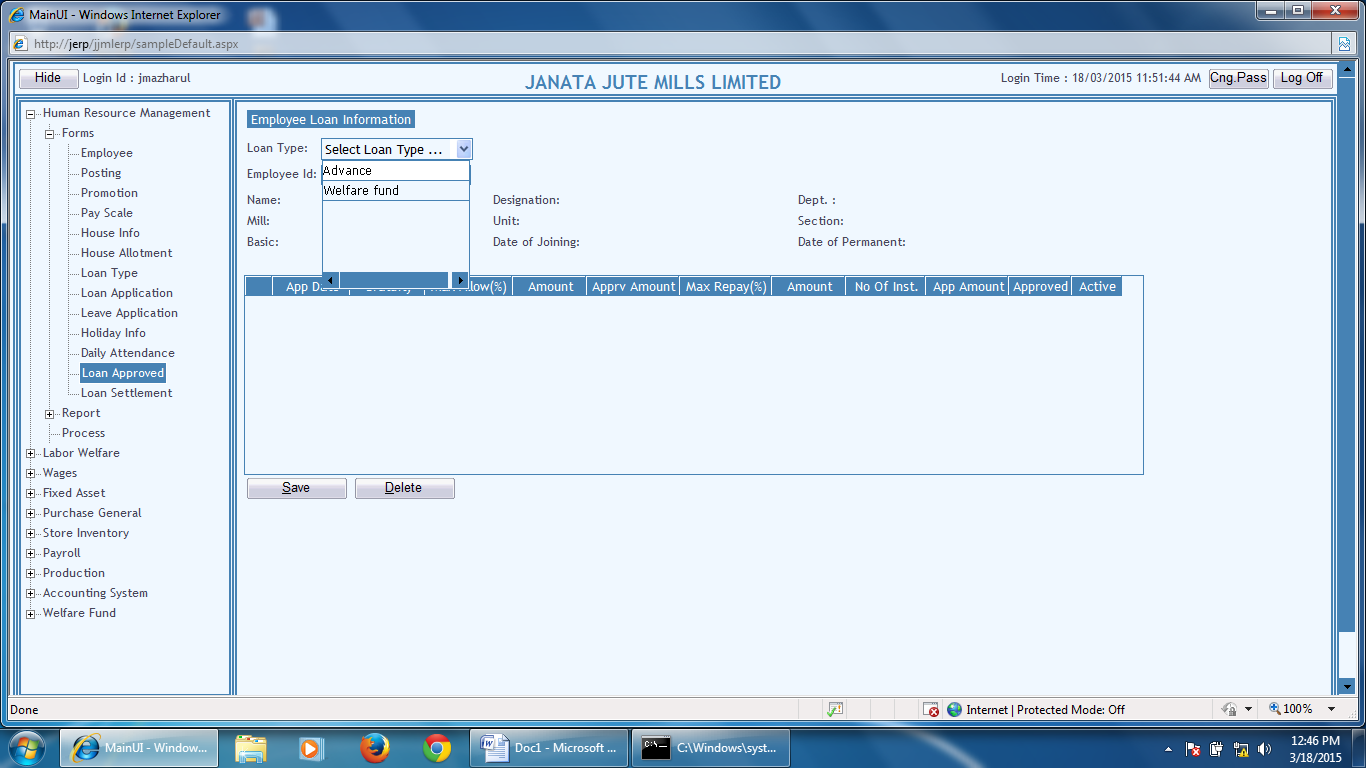 MainUI - Windows Internet Explorer
http://jerp/jjmlerp/sampleDefault.aspx
Hide Login Id : jmazharul JANATA JUTE MILLS LIMITED Login Time : 18/03/2015 11:51:44 AM Cng.Pass Log Off
Human Resource Management
Forms
Employee
Posting
Promotion
Pay Scale
House Info
House Allotment
Loan Type
Loan Application
Leave Application
Holiday Info
Daily Attendance
Loan Approved
Loan Settlement
Report
Process
Labor Welfare
Wages
Fixed Asset
Purchase General
Store Inventory
Payroll
Production
Accounting System
Welfare Fund
Employee Loan Information
Loan Type: Select Loan Type ...
Advance
Employee Id:
Welfare fund
Name: Designation: Dept. :
Mill: Unit: Section:
Basic: Date of Joining: Date of Permanent:
App Amount Amount Apprv Amount Max Repay(%) Amount No Of Inst. App Amount Approved Active
Save Delete
Done Internet | Protected Mode: Off 100%
MainUI - Window... Doc1 - Microsoft ... C:\Windows\syst... 12:46 PM
3/18/2015